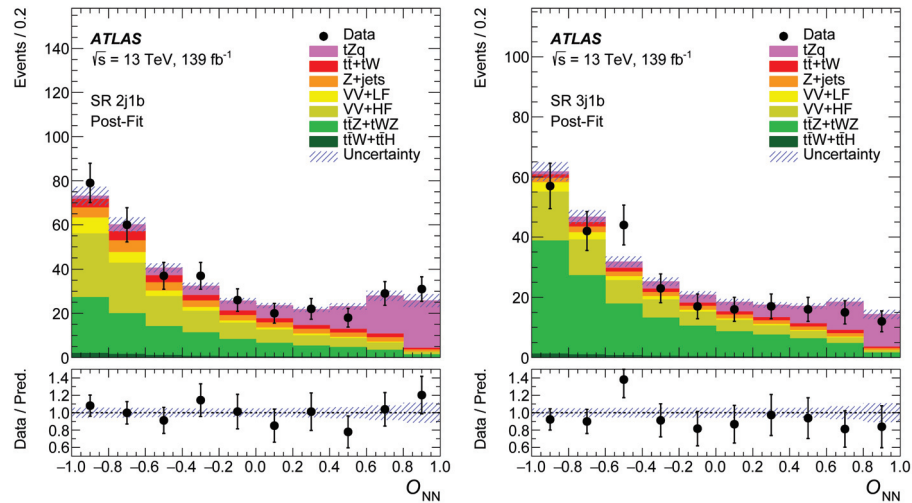 Events / 0.2
140
120
100
80
60
40
20
0
ATLAS
√s = 13 TeV, 139 fb⁻¹
SR 2j1b
Post-Fit
Data
tZq
tt̄+tW
Z+jets
VV+LF
VV+HF
tt̄Z+tWZ
tt̄W+tt̄H
Uncertainty
Data / Pred.
1.4
1.2
1.0
0.8
0.6
−1.0 −0.8 −0.6 −0.4 −0.2 0.0 0.2 0.4 0.6 0.8 1.0
O_NN
Events / 0.2
100
80
60
40
20
0
ATLAS
√s = 13 TeV, 139 fb⁻¹
SR 3j1b
Post-Fit
Data
tZq
tt̄+tW
Z+jets
VV+LF
VV+HF
tt̄Z+tWZ
tt̄W+tt̄H
Uncertainty
Data / Pred.
1.4
1.2
1.0
0.8
0.6
−1.0 −0.8 −0.6 −0.4 −0.2 0.0 0.2 0.4 0.6 0.8 1.0
O_NN